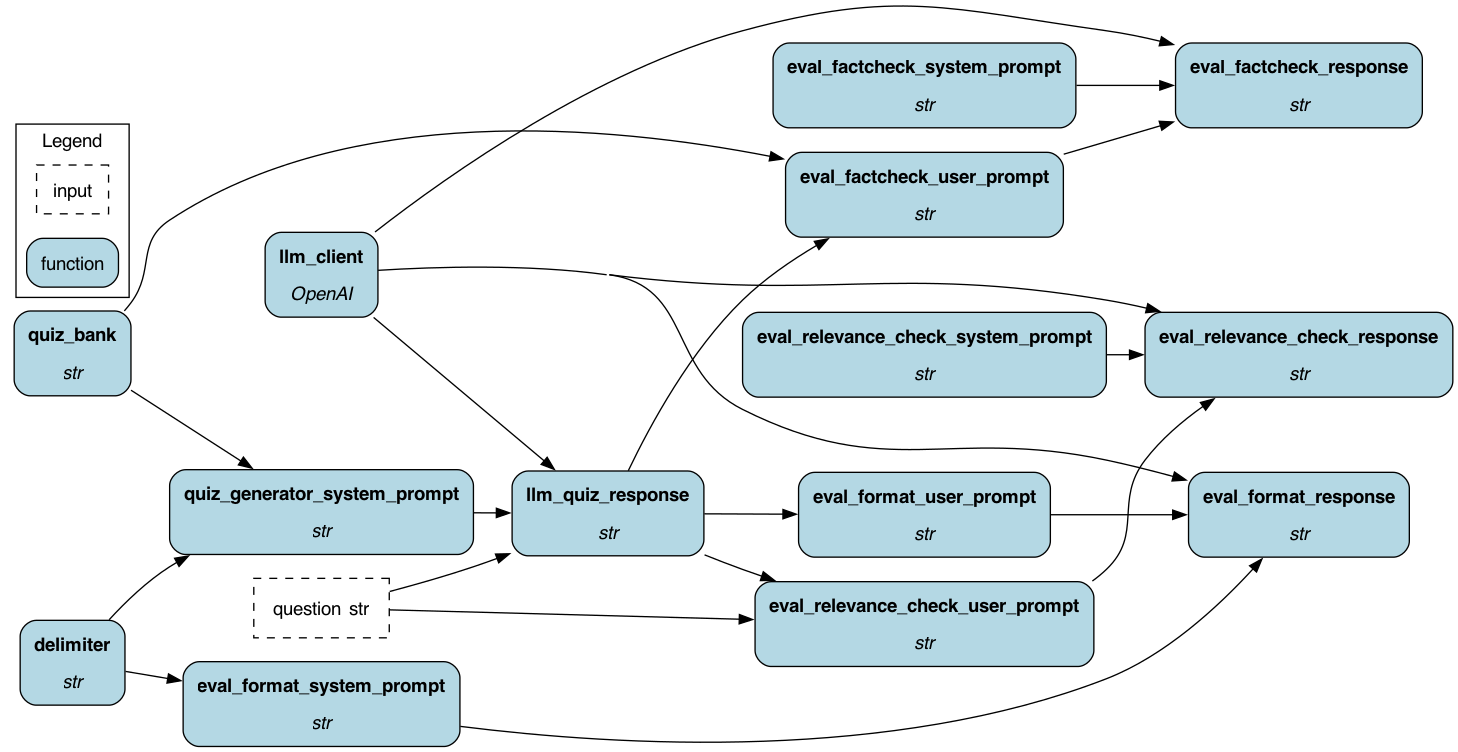 eval_factcheck_system_prompt
str
eval_factcheck_response
str
Legend
input
function
eval_factcheck_user_prompt
str
llm_client
OpenAI
quiz_bank
str
eval_relevance_check_system_prompt
str
eval_relevance_check_response
str
quiz_generator_system_prompt
str
llm_quiz_response
str
eval_format_user_prompt
str
eval_format_response
str
question str
eval_relevance_check_user_prompt
str
delimiter
str
eval_format_system_prompt
str